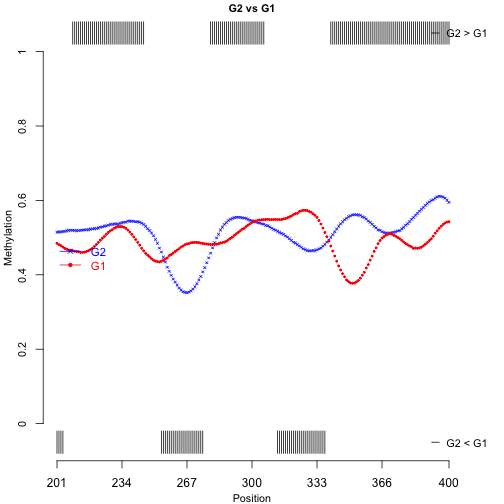 G2 vs G1
G2 > G1
1
0.8
0.6
0.4
0.2
0
Methylation
G2
G1
G2 < G1
201 234 267 300 333 366 400
Position